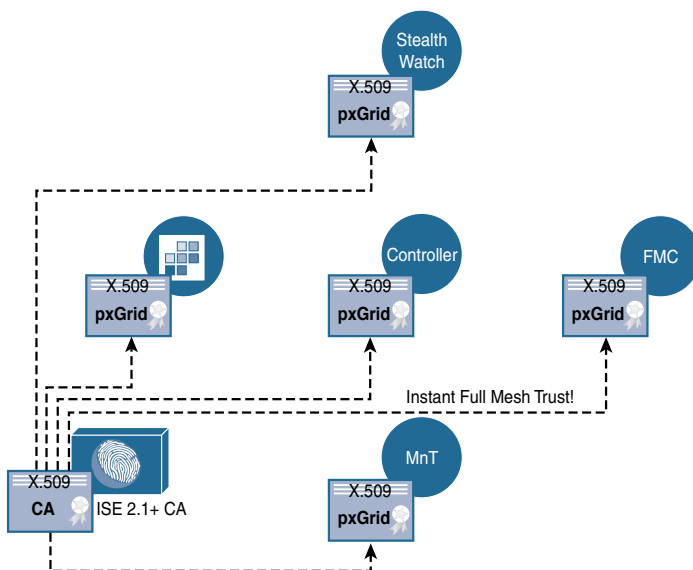 Stealth
Watch
X.509
pxGrid
X.509
pxGrid
Controller
X.509
pxGrid
FMC
X.509
pxGrid
Instant Full Mesh Trust!
X.509
CA
ISE 2.1+ CA
MnT
X.509
pxGrid